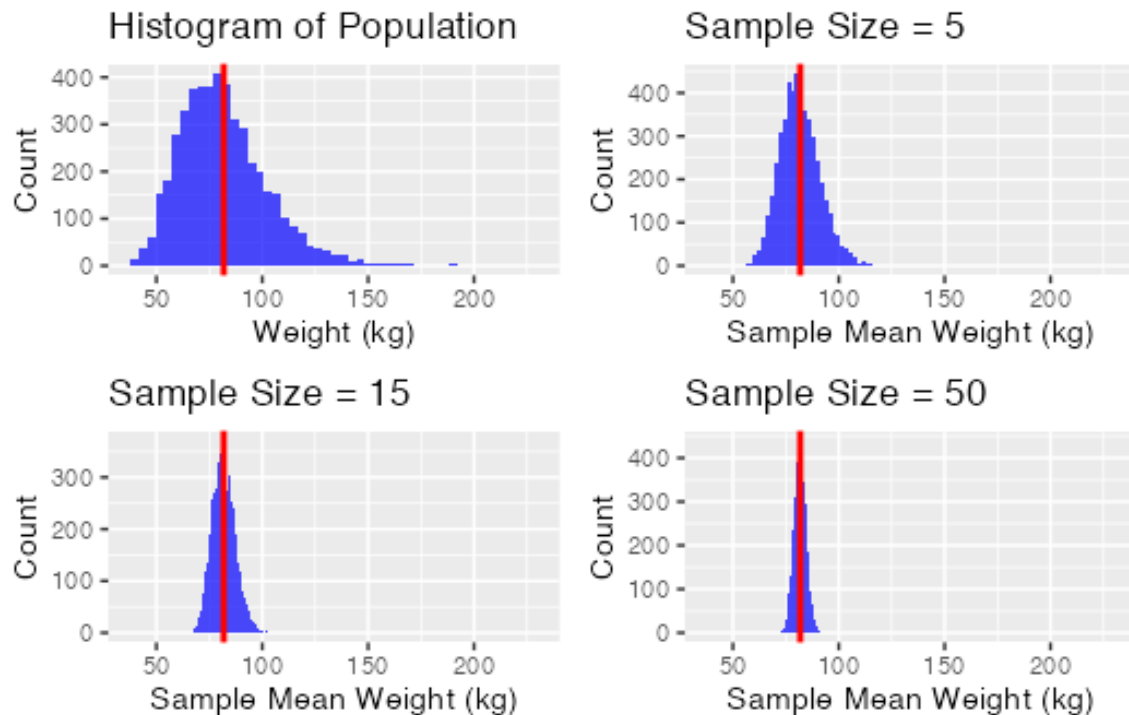 Histogram of Population
400
300
200
100
0
Count
50 100 150 200
Weight (kg)
Sample Size = 5
400
300
200
100
0
Count
50 100 150 200
Sample Mean Weight (kg)
Sample Size = 15
300
200
100
0
Count
50 100 150 200
Sample Mean Weight (kg)
Sample Size = 50
400
300
200
100
0
Count
50 100 150 200
Sample Mean Weight (kg)